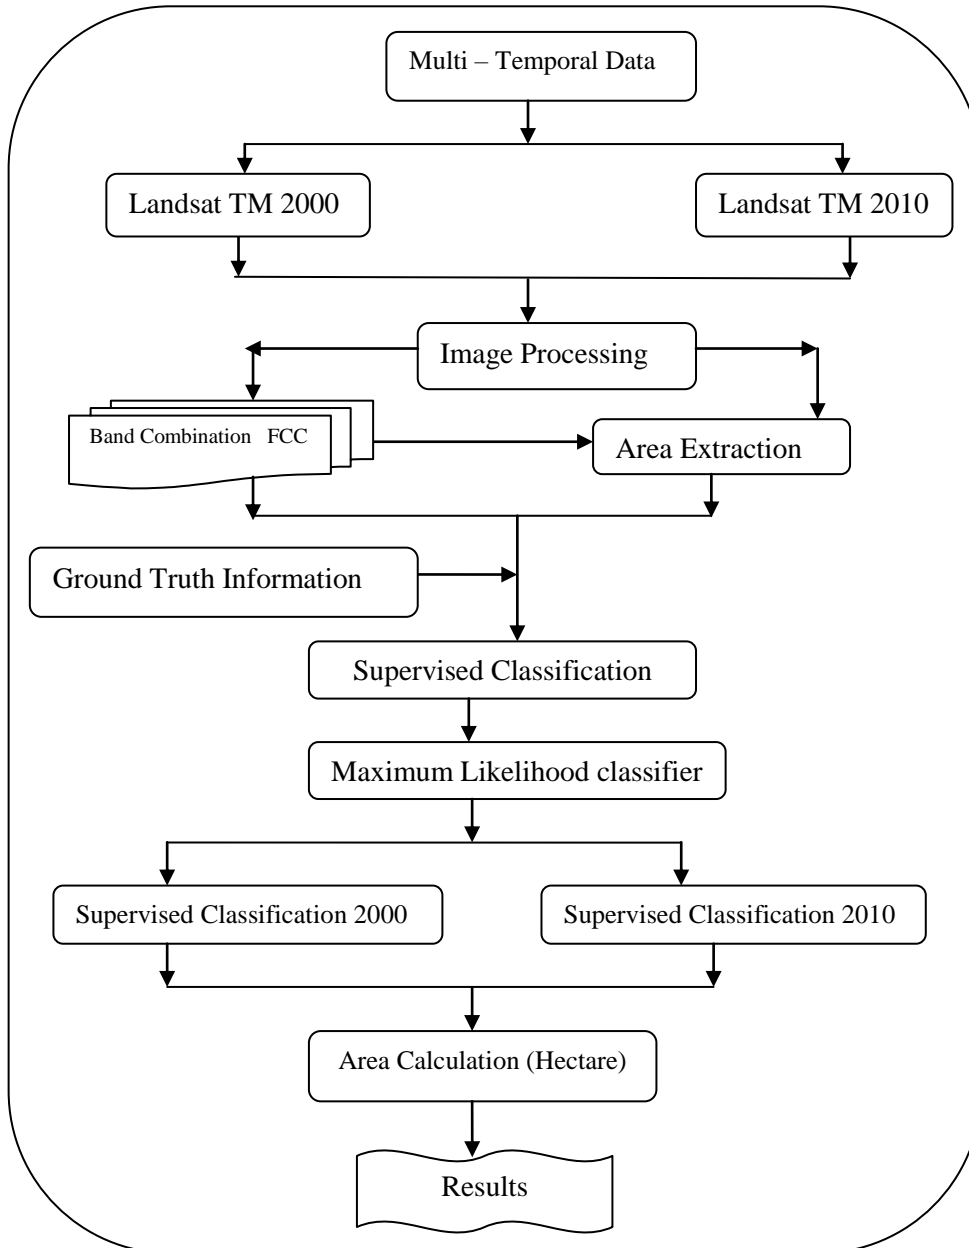 Multi – Temporal Data
Landsat TM 2000
Landsat TM 2010
Image Processing
Band Combination FCC
Area Extraction
Ground Truth Information
Supervised Classification
Maximum Likelihood classifier
Supervised Classification 2000
Supervised Classification 2010
Area Calculation (Hectare)
Results